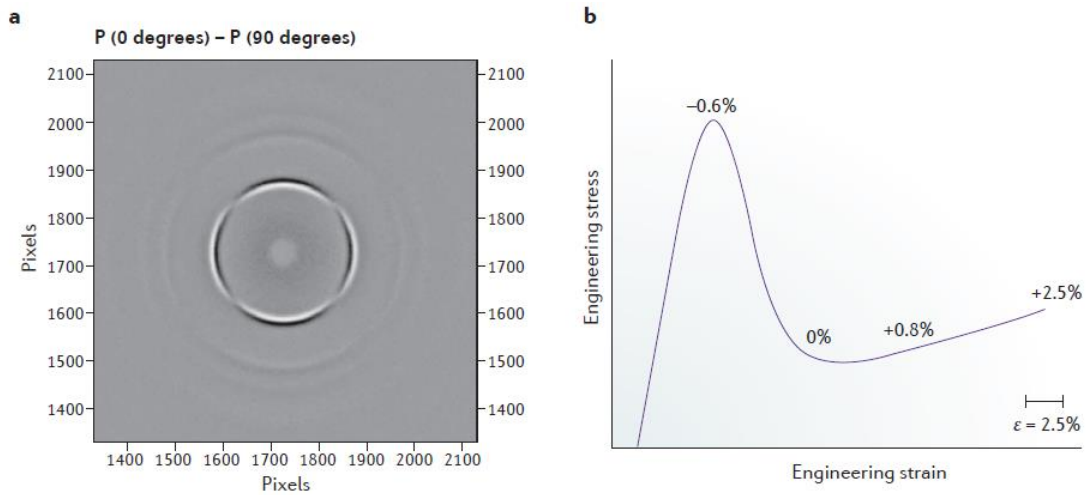 a
P (0 degrees) – P (90 degrees)
2100
2000
1900
1800
1700
1600
1500
1400
Pixels
2100
2000
1900
1800
1700
1600
1500
1400
1400 1500 1600 1700 1800 1900 2000 2100
Pixels
b
Engineering stress
–0.6%
0%
+0.8%
+2.5%
ε = 2.5%
Engineering strain